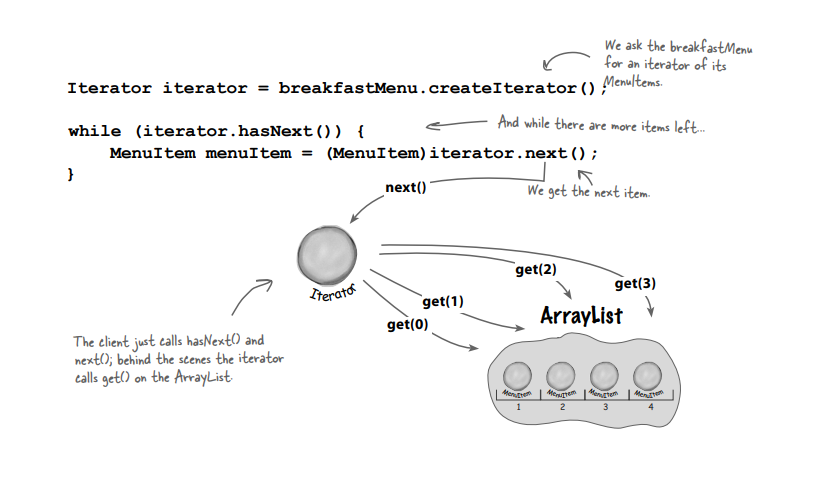 We ask the breakfastMenu
for an iterator of its
MenuItems.
Iterator iterator = breakfastMenu.createIterator();
And while there are more items left...
while (iterator.hasNext()) {
MenuItem menuItem = (MenuItem)iterator.next();
}
We get the next item.
next()
Iterator
get(2)
get(3)
get(1)
get(0)
ArrayList
The client just calls hasNext() and
next(); behind the scenes the iterator
calls get() on the ArrayList.
MenuItem MenuItem MenuItem MenuItem
1 2 3 4